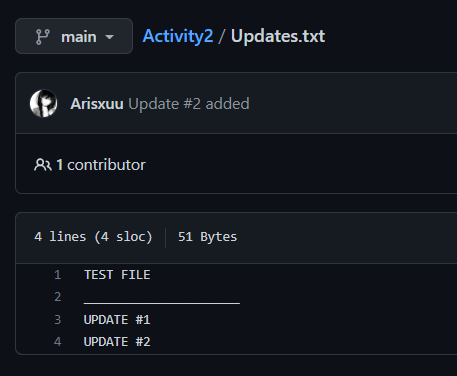 main
Activity2 / Updates.txt
Arisxuu Update #2 added
1 contributor
4 lines (4 sloc) 51 Bytes
1 TEST FILE
2 _____________________
3 UPDATE #1
4 UPDATE #2